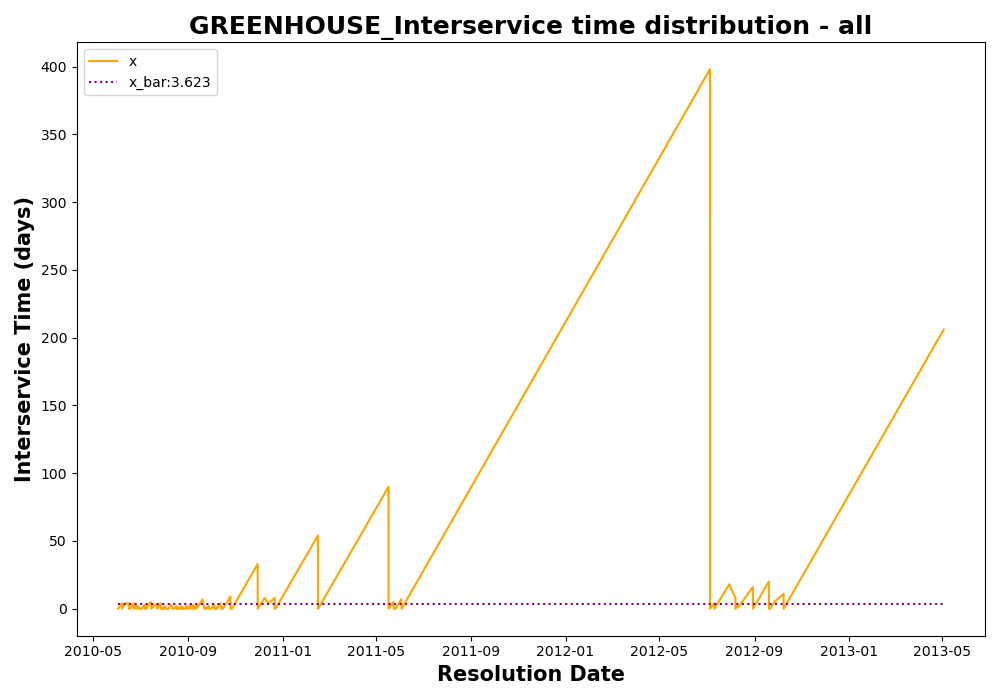 GREENHOUSE_Interservice time distribution - all
x
x_bar:3.623
Interservice Time (days)
400
350
300
250
200
150
100
50
0
2010-05 2010-09 2011-01 2011-05 2011-09 2012-01 2012-05 2012-09 2013-01 2013-05
Resolution Date